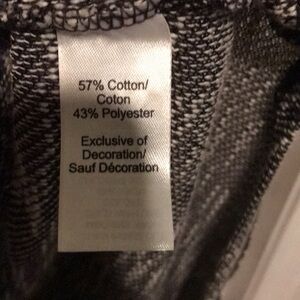 57% Cotton/
Coton
43% Polyester
Exclusive of
Decoration/
Sauf Décoration